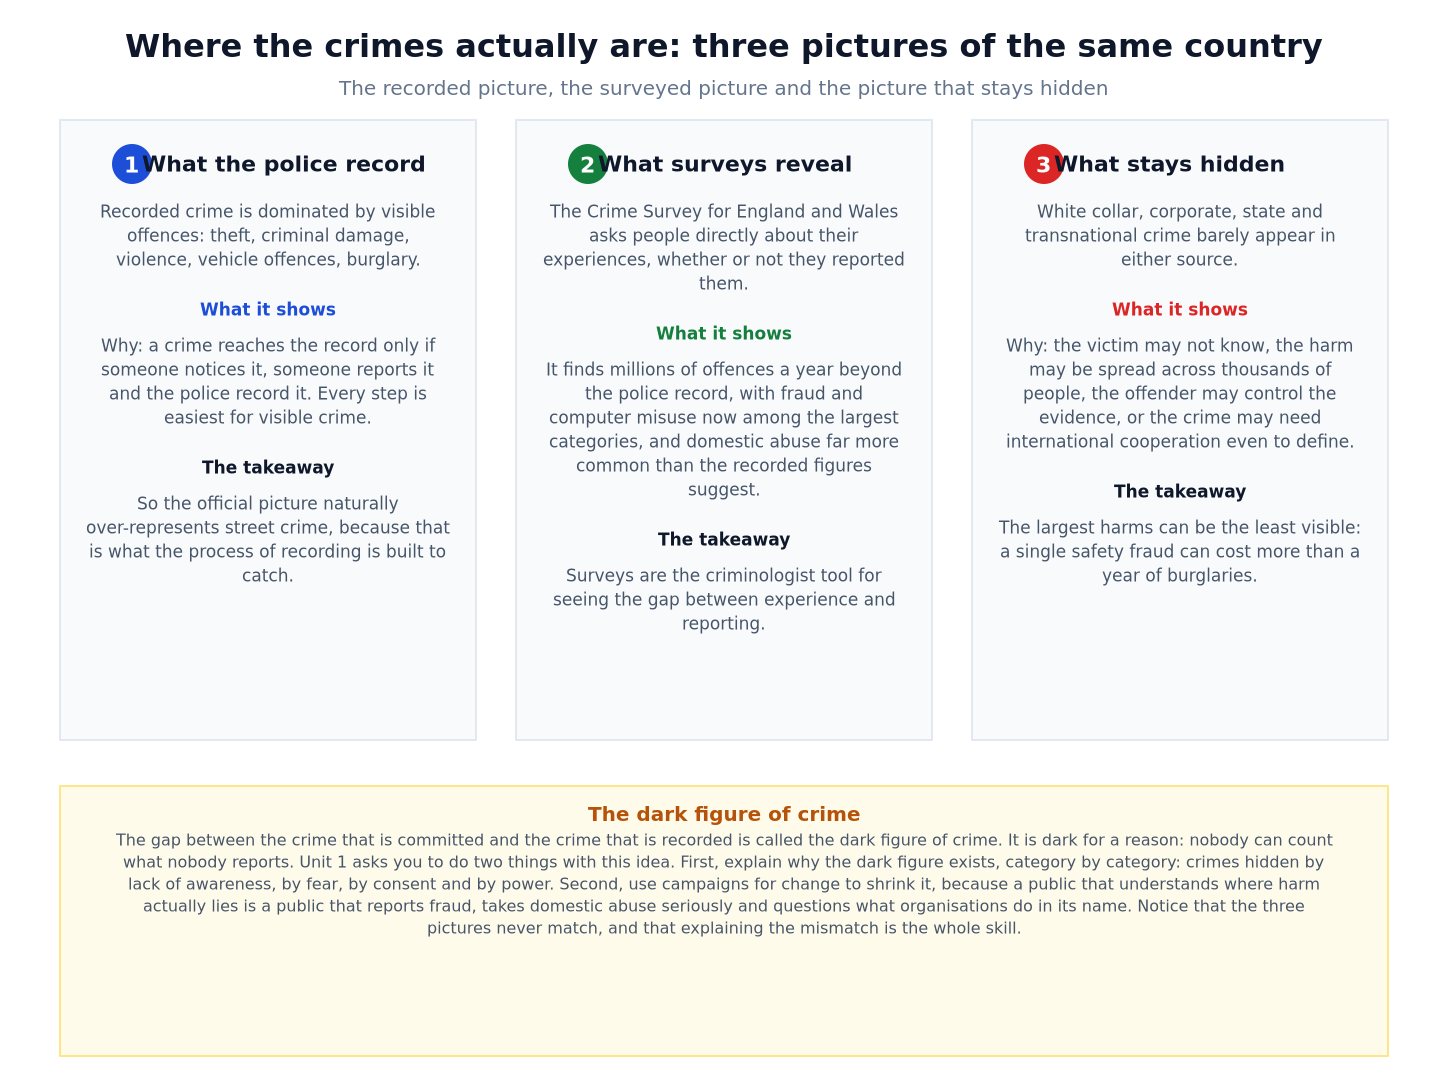 Where the crimes actually are: three pictures of the same country
The recorded picture, the surveyed picture and the picture that stays hidden
1 What the police record
Recorded crime is dominated by visible
offences: theft, criminal damage,
violence, vehicle offences, burglary.
What it shows
Why: a crime reaches the record only if
someone notices it, someone reports it
and the police record it. Every step is
easiest for visible crime.
The takeaway
So the official picture naturally
over-represents street crime, because that
is what the process of recording is built to
catch.
2 What surveys reveal
The Crime Survey for England and Wales
asks people directly about their
experiences, whether or not they reported
them.
What it shows
It finds millions of offences a year beyond
the police record, with fraud and
computer misuse now among the largest
categories, and domestic abuse far more
common than the recorded figures
suggest.
The takeaway
Surveys are the criminologist tool for
seeing the gap between experience and
reporting.
3 What stays hidden
White collar, corporate, state and
transnational crime barely appear in
either source.
What it shows
Why: the victim may not know, the harm
may be spread across thousands of
people, the offender may control the
evidence, or the crime may need
international cooperation even to define.
The takeaway
The largest harms can be the least visible:
a single safety fraud can cost more than a
year of burglaries.
The dark figure of crime
The gap between the crime that is committed and the crime that is recorded is called the dark figure of crime. It is dark for a reason: nobody can count
what nobody reports. Unit 1 asks you to do two things with this idea. First, explain why the dark figure exists, category by category: crimes hidden by
lack of awareness, by fear, by consent and by power. Second, use campaigns for change to shrink it, because a public that understands where harm
actually lies is a public that reports fraud, takes domestic abuse seriously and questions what organisations do in its name. Notice that the three
pictures never match, and that explaining the mismatch is the whole skill.